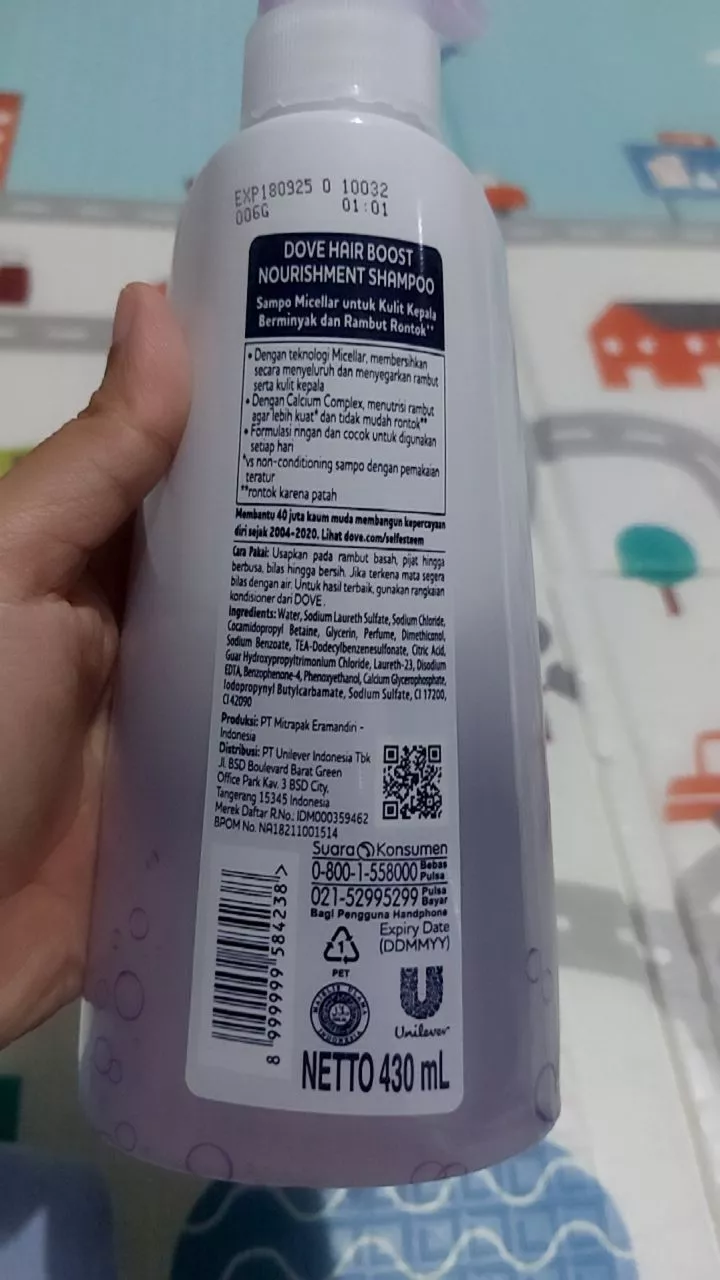 EXP180925 0 10032
006G 01:01
DOVE HAIR BOOST
NOURISHMENT SHAMPOO
Sampo Micellar untuk Kulit Kepala
Berminyak dan Rambut Rontok**
• Dengan teknologi Micellar, membersihkan
secara menyeluruh dan menyegarkan rambut
serta kulit kepala
• Dengan Calcium Complex, menutrisi rambut
agar lebih kuat* dan tidak mudah rontok**
• Formulasi ringan dan cocok untuk digunakan
setiap hari
*vs non-conditioning sampo dengan pemakaian
teratur
**rontok karena patah
Membantu 40 juta kaum muda membangun kepercayaan
diri sejak 2004-2020. Lihat dove.com/selfesteem
Cara Pakai: Usapkan pada rambut basah, pijat hingga
berbusa, bilas hingga bersih. Jika terkena mata segera
bilas dengan air. Untuk hasil terbaik, gunakan rangkaian
kondisioner dari DOVE.
Ingredients: Water, Sodium Laureth Sulfate, Sodium Chloride,
Cocamidopropyl Betaine, Glycerin, Perfume, Dimethiconol,
Sodium Benzoate, TEA-Dodecylbenzenesulfonate, Citric Acid,
Guar Hydroxypropyltrimonium Chloride, Laureth-23, Disodium
EDTA, Benzophenone-4, Phenoxyethanol, Calcium Glycerophosphate,
Iodopropynyl Butylcarbamate, Sodium Sulfate, CI 17200,
CI 42090
Produksi: PT Mitrapak Eramandiri -
Indonesia
Distribusi: PT Unilever Indonesia Tbk
Jl. BSD Boulevard Barat Green
Office Park Kav. 3 BSD City,
Tangerang 15345 Indonesia
Merek Daftar R.No. IDM000359462
BPOM No. NA18211001514
Suara Konsumen
0-800-1-558000 Bebas Pulsa
021-52995299 Pulsa Bayar
Bagi Pengguna Handphone
Expiry Date
(DDMMYY)
1
PET
MAJELIS ULAMA
INDONESIA
Unilever
8 999999 584238>
NETTO 430 mL